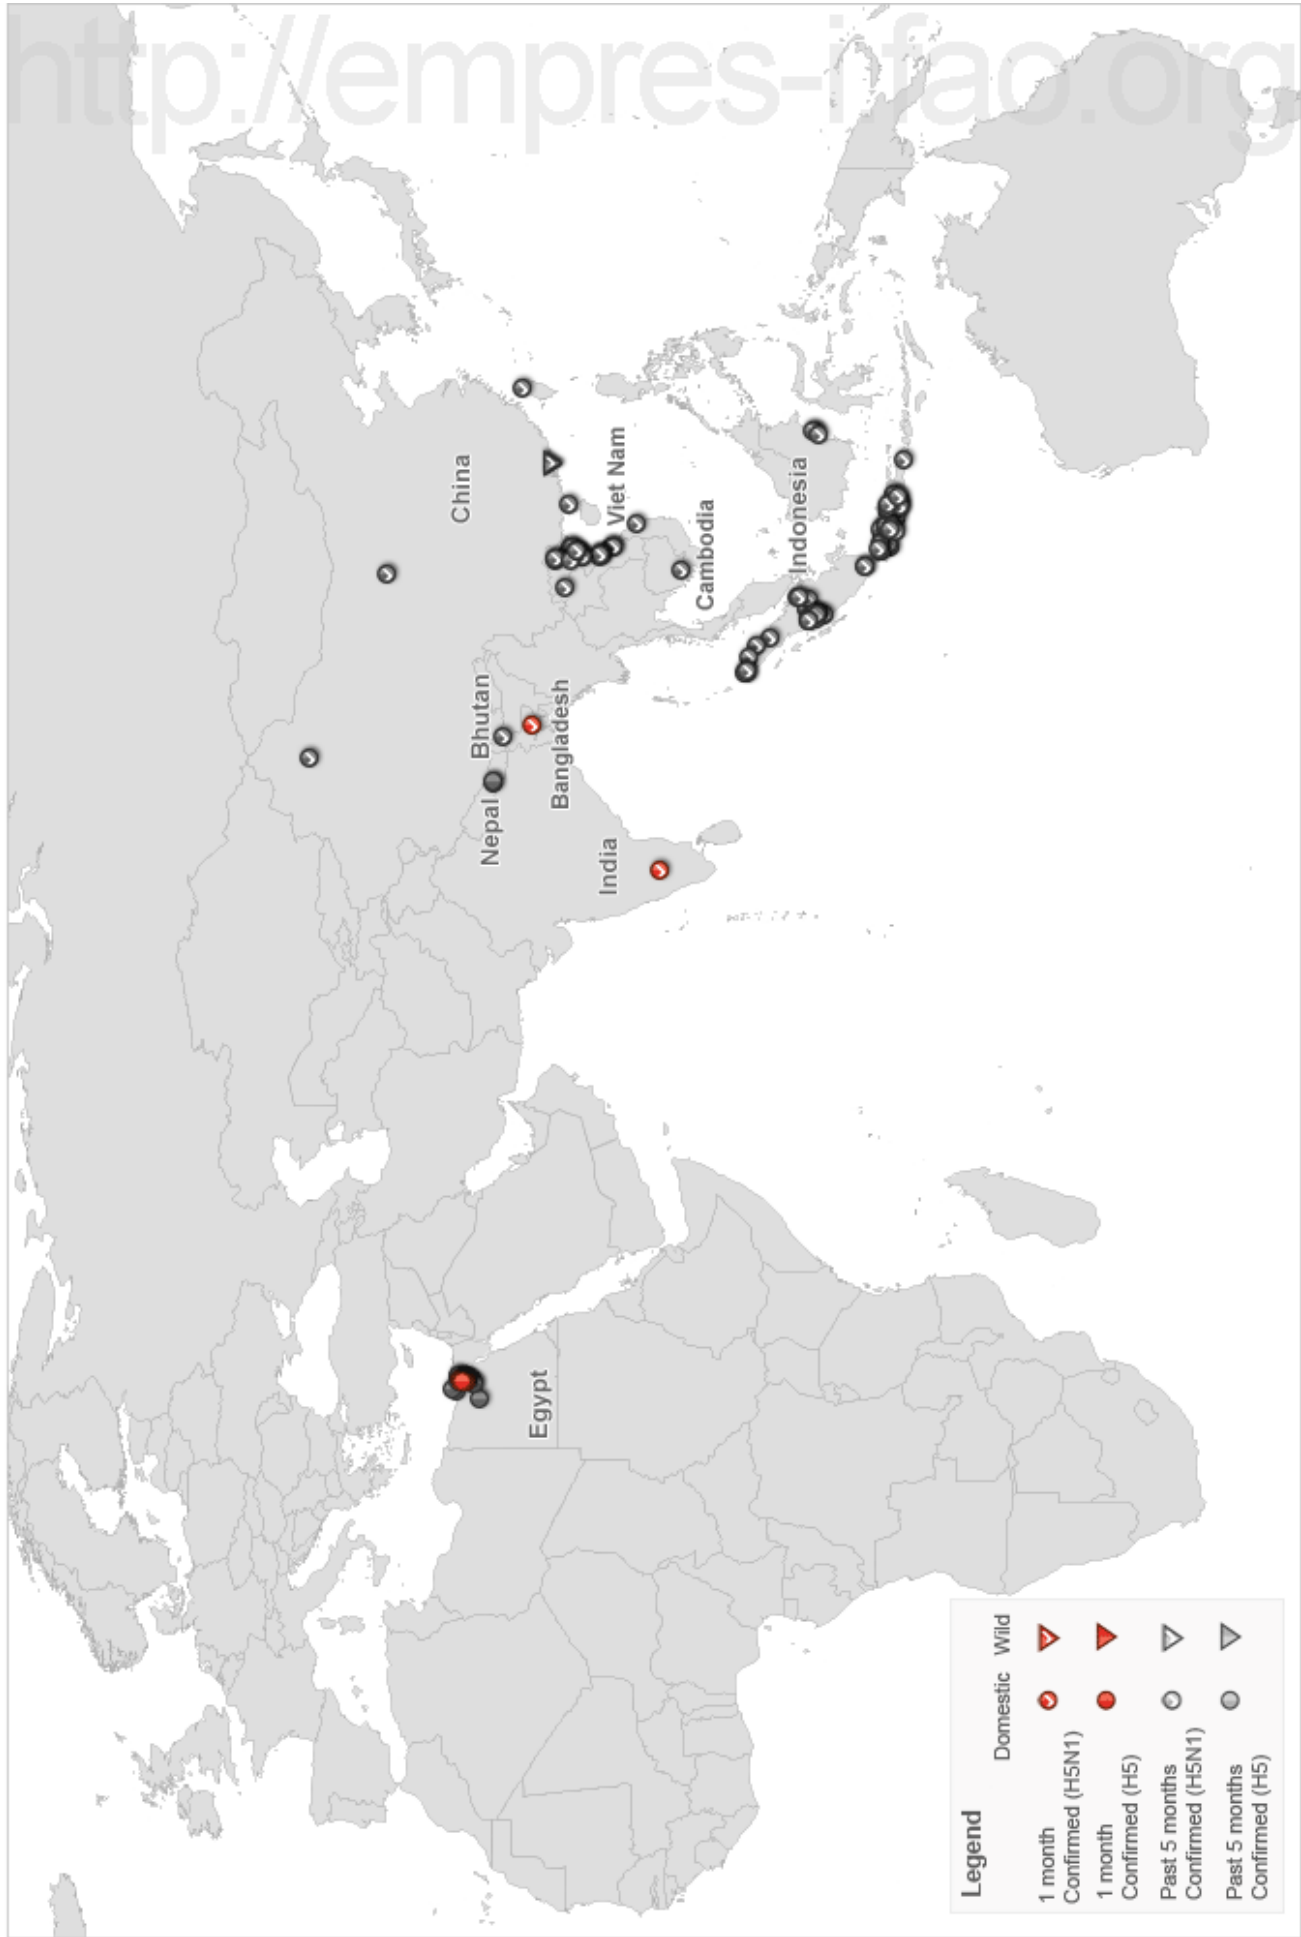 http://empres-i.fao.org
China
Viet Nam
Cambodia
Indonesia
Bhutan
Nepal
Bangladesh
India
Egypt
Legend
Domestic Wild
1 month
Confirmed (H5N1)
1 month
Confirmed (H5)
Past 5 months
Confirmed (H5N1)
Past 5 months
Confirmed (H5)